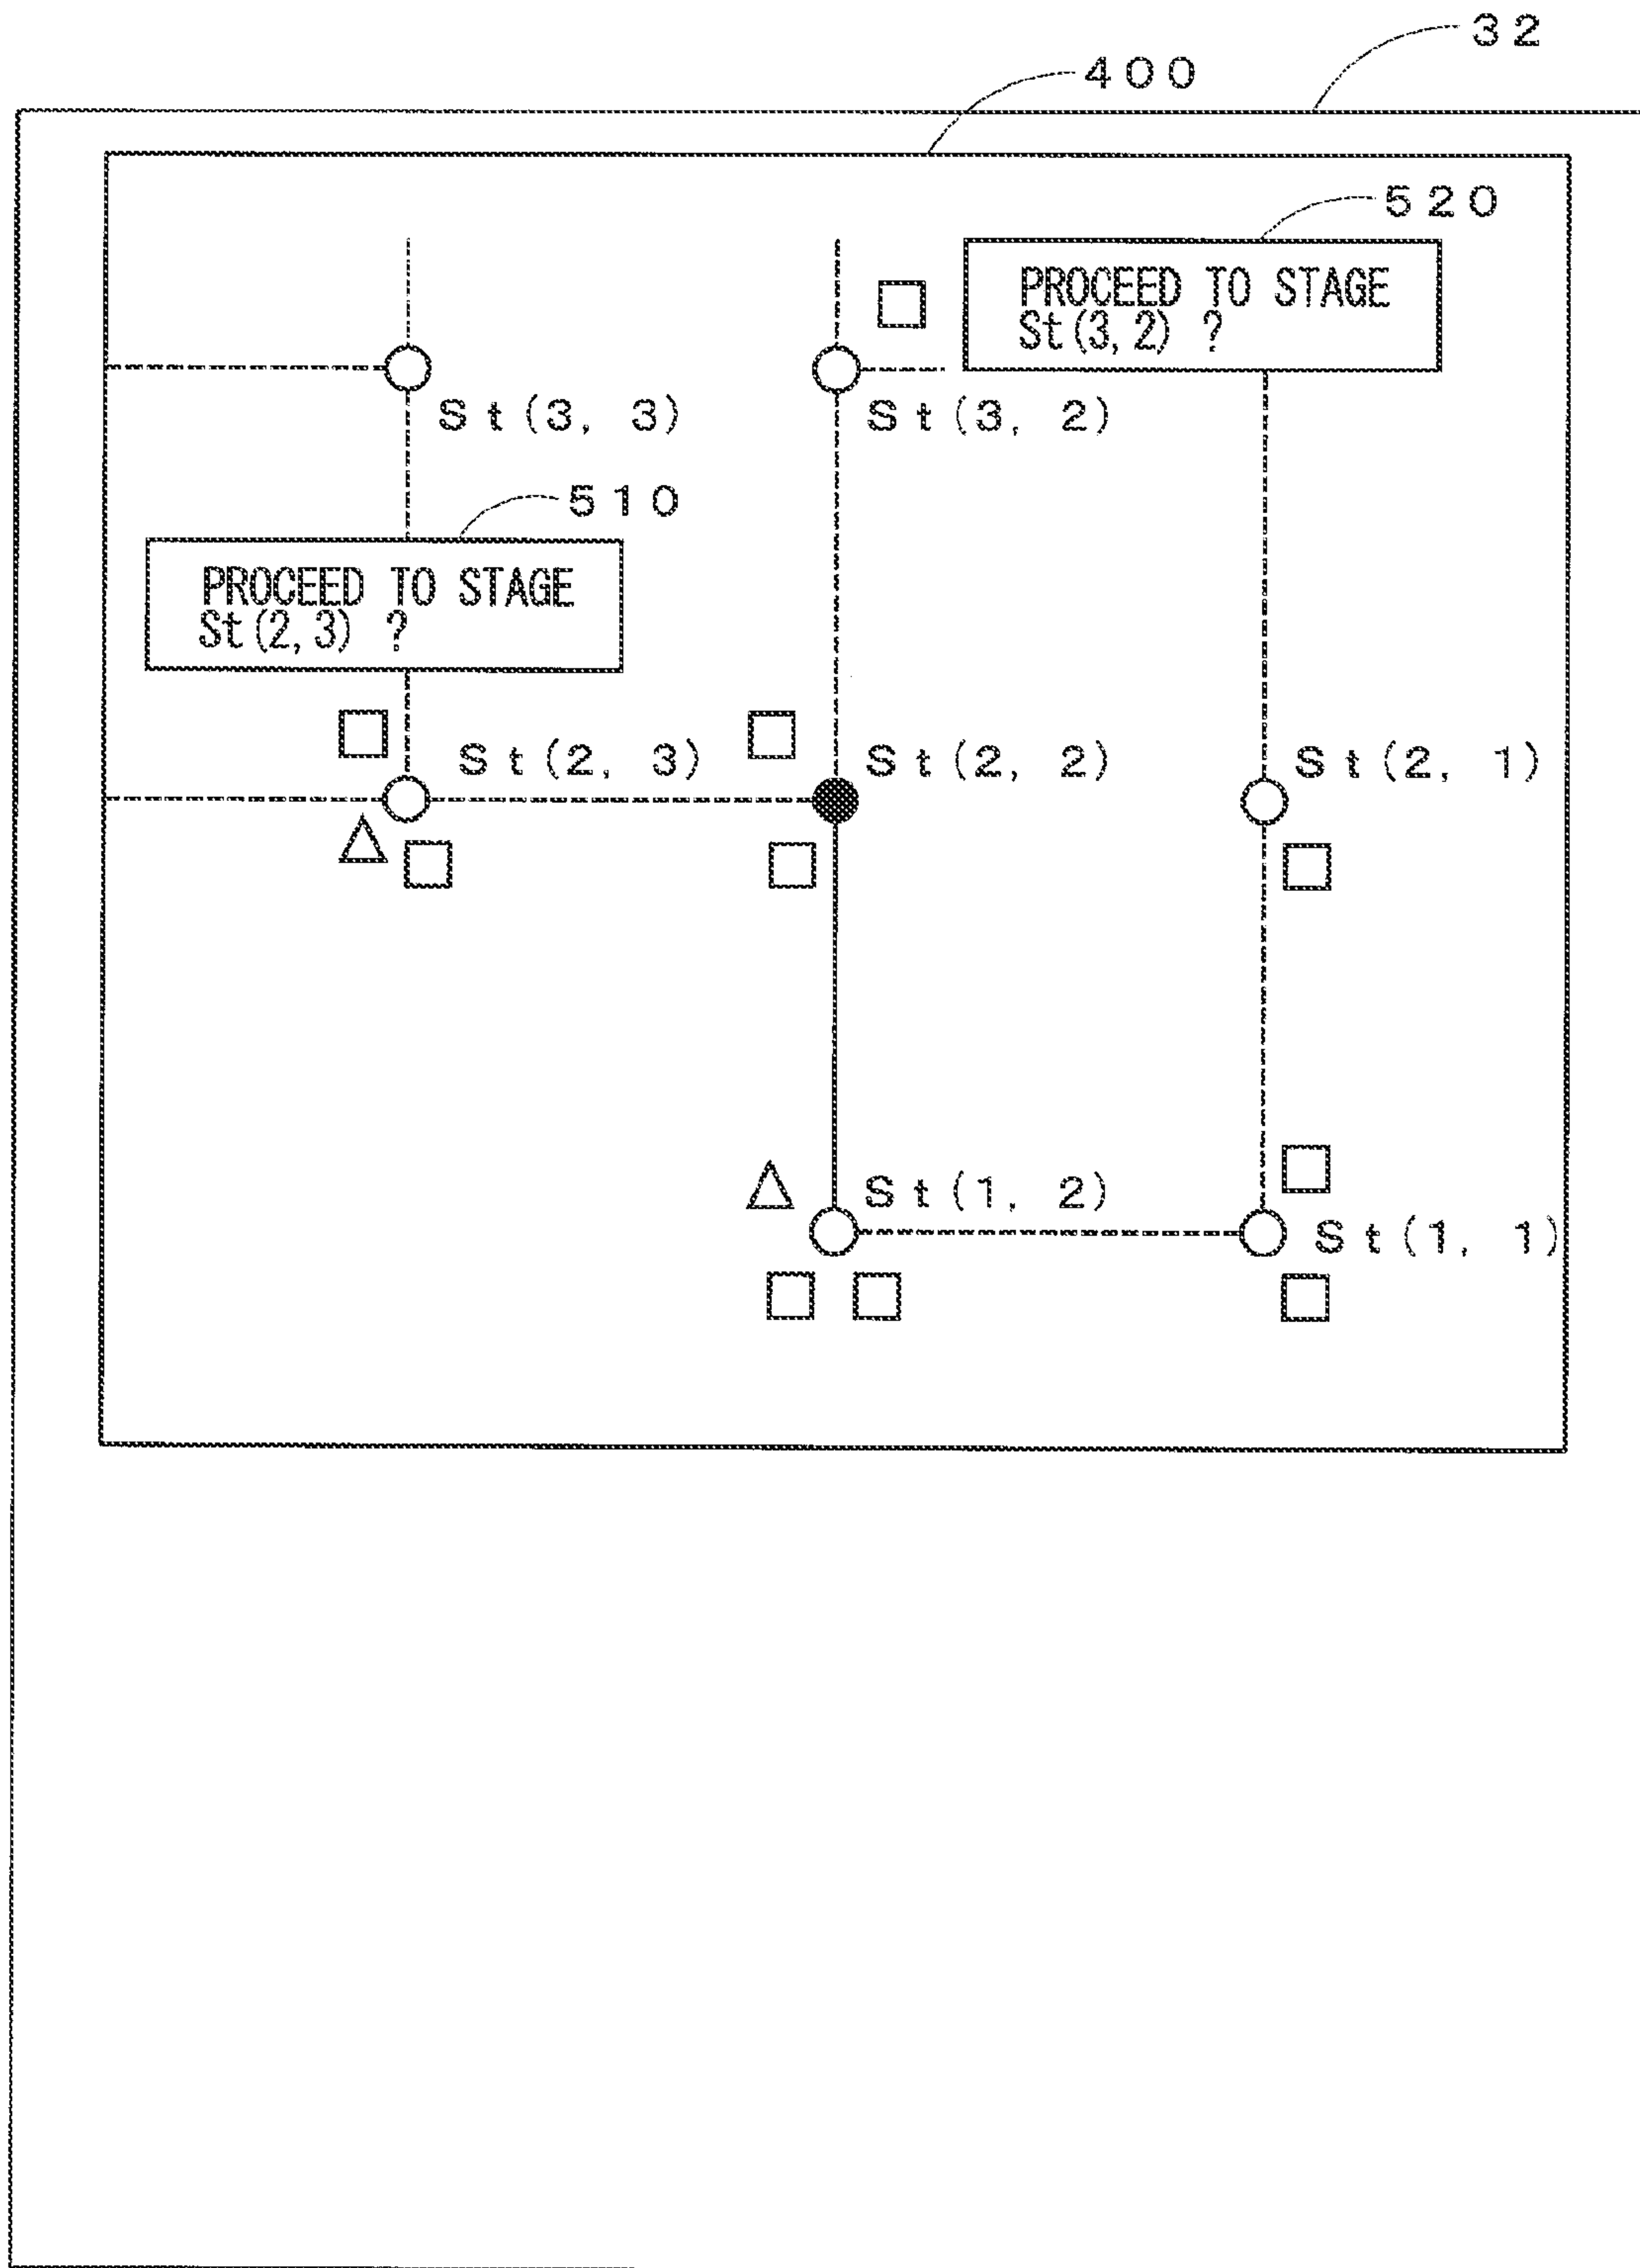 32
400
520
PROCEED TO STAGE
St(3,2) ?
St(3, 3)
St(3, 2)
510
PROCEED TO STAGE
St(2,3) ?
St(2, 3)
St(2, 2)
St(2, 1)
St(1, 2)
St(1, 1)